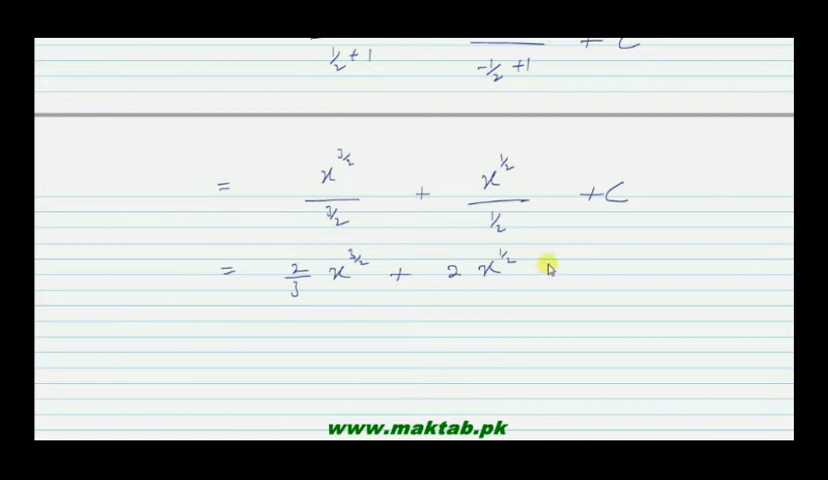 1/2 + 1 -1/2 + 1 + C
= x^3/2 / 3/2 + x^1/2 / 1/2 + C
= 2/3 x^3/2 + 2 x^1/2
www.maktab.pk